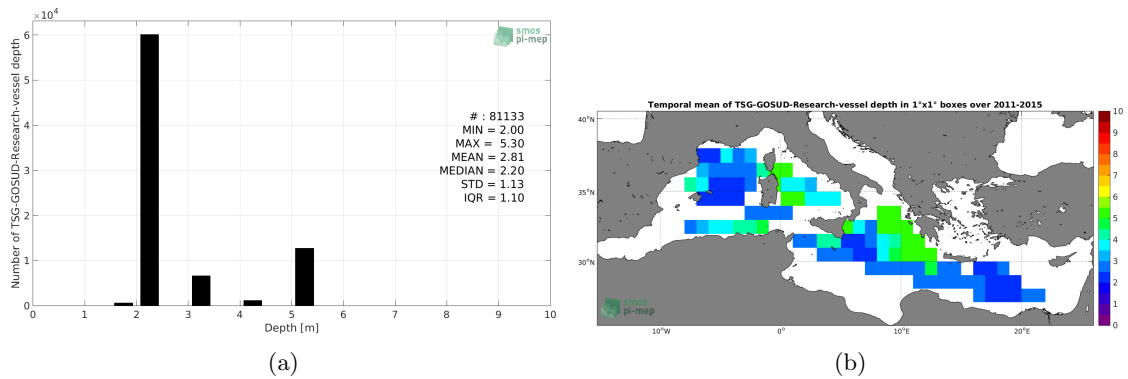 ×10⁴
smos
pi-mep
6
5
4
3
2
1
0
Number of TSG-GOSUD-Research-vessel depth
# : 81133
MIN = 2.00
MAX = 5.30
MEAN = 2.81
MEDIAN = 2.20
STD = 1.13
IQR = 1.10
0 1 2 3 4 5 6 7 8 9 10
Depth [m]
(a)
Temporal mean of TSG-GOSUD-Research-vessel depth in 1°x1° boxes over 2011-2015
40°N
35°N
30°N
smos
pi-mep
10°W 0° 10°E 20°E
10
9
8
7
6
5
4
3
2
1
0
(b)